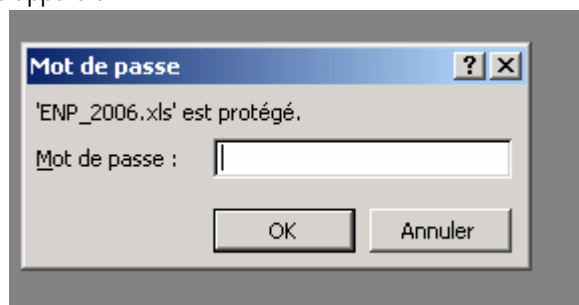 Mot de passe
'ENP_2006.xls' est protégé.
Mot de passe :
OK Annuler